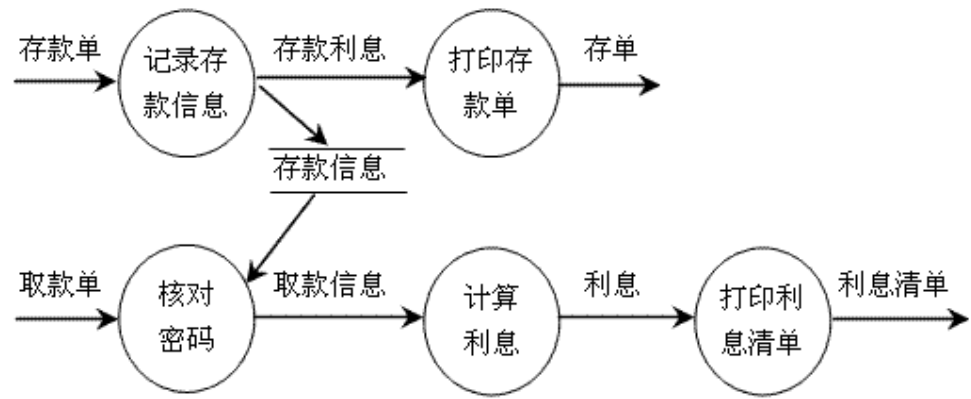 存款单
记录存
款信息
存款利息
打印存
款单
存单
存款信息
取款单
核对
密码
取款信息
计算
利息
利息
打印利
息清单
利息清单